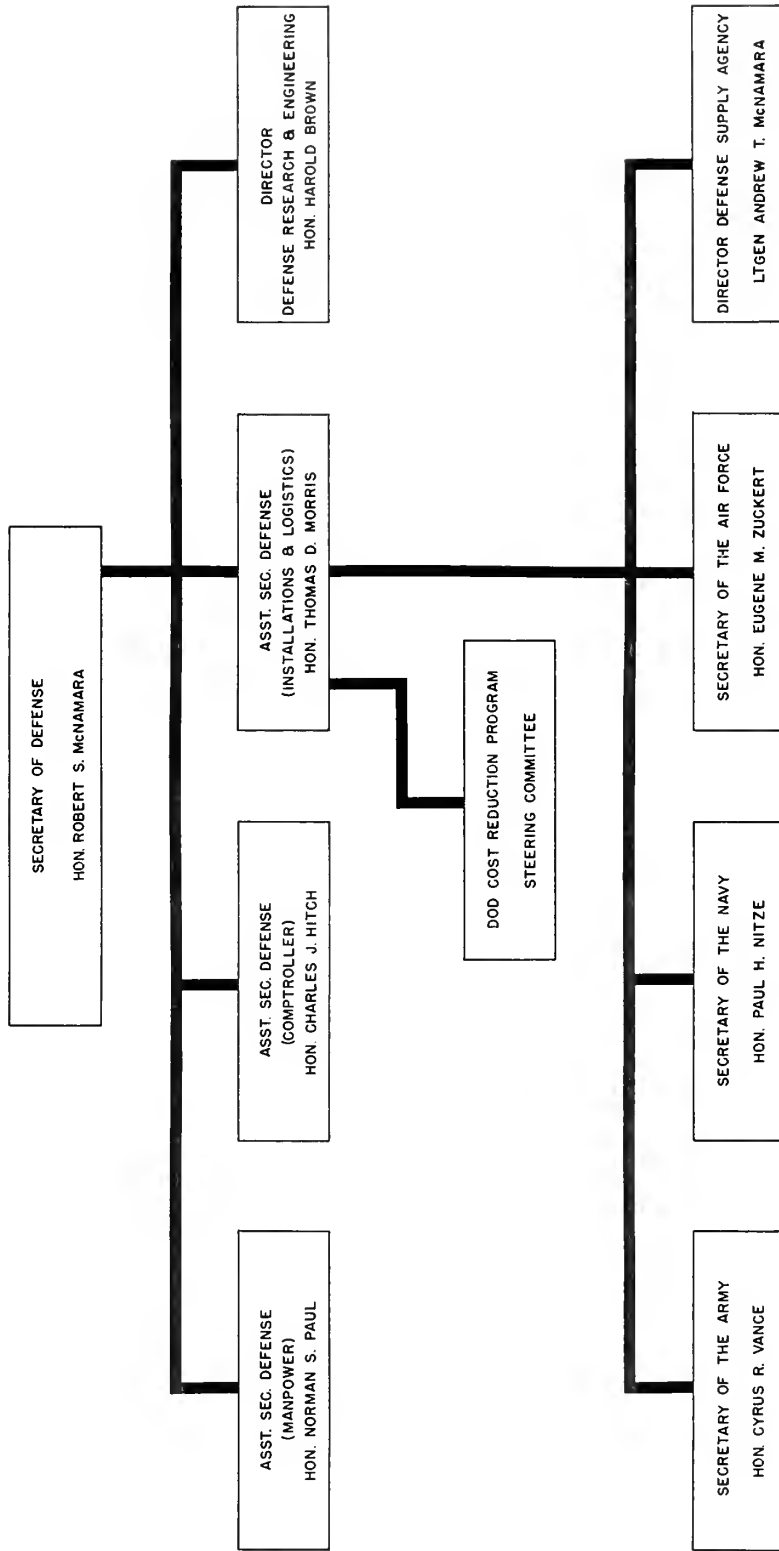 SECRETARY OF DEFENSE
HON. ROBERT S. McNAMARA
ASST. SEC. DEFENSE
(MANPOWER)
HON. NORMAN S. PAUL
ASST. SEC. DEFENSE
(COMPTROLLER)
HON. CHARLES J. HITCH
ASST. SEC. DEFENSE
(INSTALLATIONS & LOGISTICS)
HON. THOMAS D. MORRIS
DIRECTOR
DEFENSE RESEARCH & ENGINEERING
HON. HAROLD BROWN
DOD COST REDUCTION PROGRAM
STEERING COMMITTEE
SECRETARY OF THE ARMY
HON. CYRUS R. VANCE
SECRETARY OF THE NAVY
HON. PAUL H. NITZE
SECRETARY OF THE AIR FORCE
HON. EUGENE M. ZUCKERT
DIRECTOR DEFENSE SUPPLY AGENCY
LTGEN ANDREW T. McNAMARA